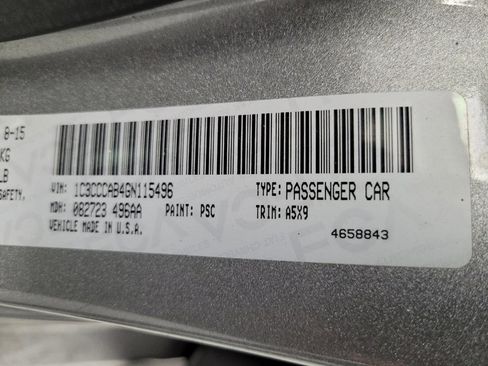 8-15
KG
LB
SAFETY.
VIN: 1C3CCCAB4GN115496 TYPE: PASSENGER CAR
MDH: 082723 496AA PAINT: PSC TRIM: A5X9
VEHICLE MADE IN U.S.A. 4658843